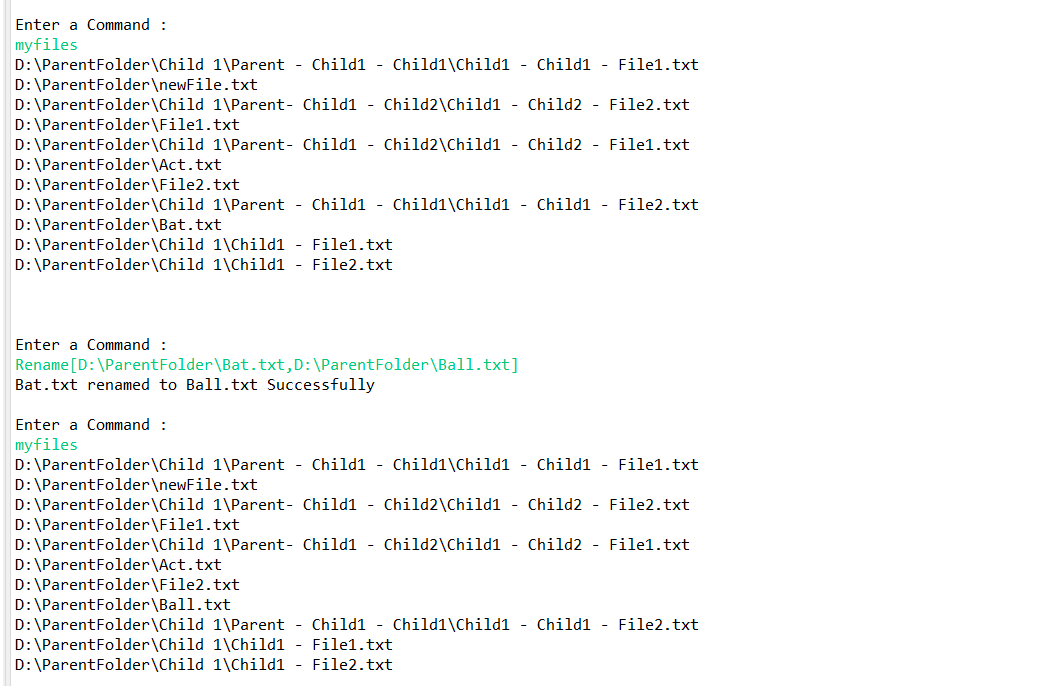 Enter a Command :
myfiles
D:\ParentFolder\Child 1\Parent - Child1 - Child1\Child1 - Child1 - File1.txt
D:\ParentFolder\newFile.txt
D:\ParentFolder\Child 1\Parent- Child1 - Child2\Child1 - Child2 - File2.txt
D:\ParentFolder\File1.txt
D:\ParentFolder\Child 1\Parent- Child1 - Child2\Child1 - Child2 - File1.txt
D:\ParentFolder\Act.txt
D:\ParentFolder\File2.txt
D:\ParentFolder\Child 1\Parent - Child1 - Child1\Child1 - Child1 - File2.txt
D:\ParentFolder\Bat.txt
D:\ParentFolder\Child 1\Child1 - File1.txt
D:\ParentFolder\Child 1\Child1 - File2.txt
Enter a Command :
Rename[D:\ParentFolder\Bat.txt,D:\ParentFolder\Ball.txt]
Bat.txt renamed to Ball.txt Successfully
Enter a Command :
myfiles
D:\ParentFolder\Child 1\Parent - Child1 - Child1\Child1 - Child1 - File1.txt
D:\ParentFolder\newFile.txt
D:\ParentFolder\Child 1\Parent- Child1 - Child2\Child1 - Child2 - File2.txt
D:\ParentFolder\File1.txt
D:\ParentFolder\Child 1\Parent- Child1 - Child2\Child1 - Child2 - File1.txt
D:\ParentFolder\Act.txt
D:\ParentFolder\File2.txt
D:\ParentFolder\Ball.txt
D:\ParentFolder\Child 1\Parent - Child1 - Child1\Child1 - Child1 - File2.txt
D:\ParentFolder\Child 1\Child1 - File1.txt
D:\ParentFolder\Child 1\Child1 - File2.txt